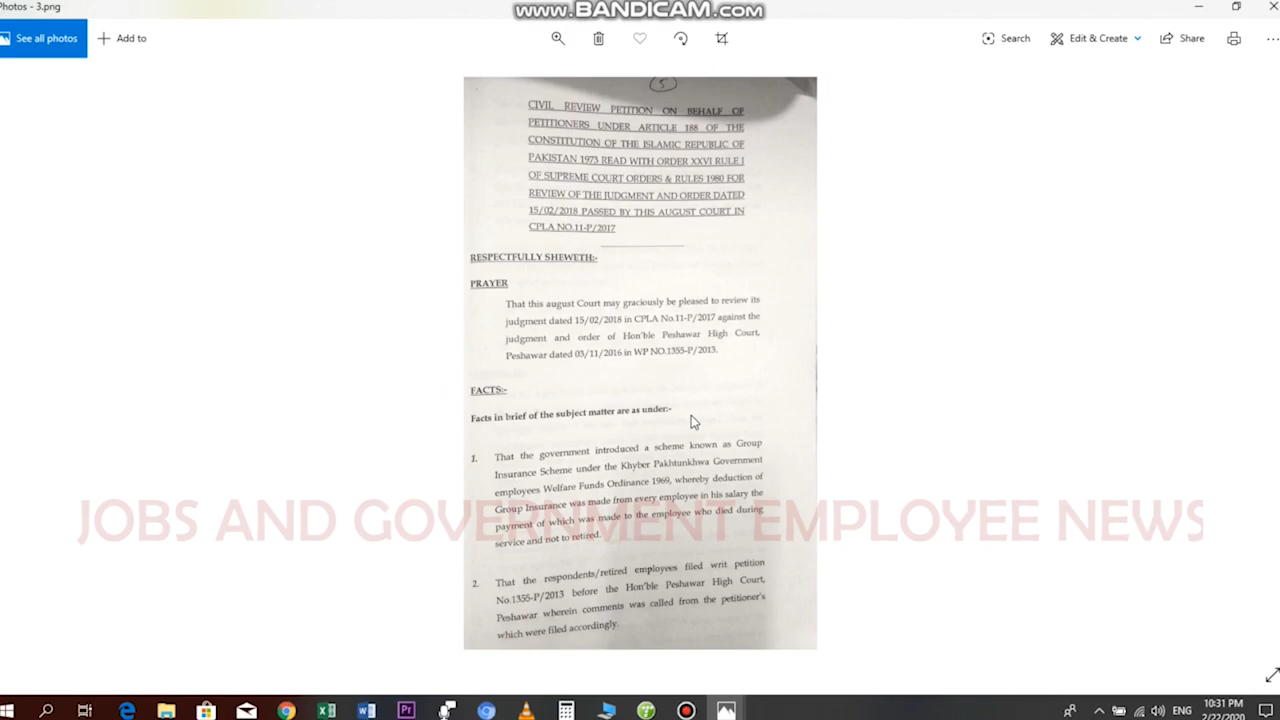 Photos - 3.png
www.BANDICAM.com
See all photos
Add to
Search
Edit & Create
Share
5
CIVIL REVIEW PETITION ON BEHALF OF
PETITIONERS UNDER ARTICLE 188 OF THE
CONSTITUTION OF THE ISLAMIC REPUBLIC OF
PAKISTAN 1973 READ WITH ORDER XXVI RULE I
OF SUPREME COURT ORDERS & RULES 1980 FOR
REVIEW OF THE JUDGMENT AND ORDER DATED
15/02/2018 PASSED BY THIS AUGUST COURT IN
CPLA NO.11-P/2017
RESPECTFULLY SHEWETH:-
PRAYER
That this august Court may graciously be pleased to review its
judgment dated 15/02/2018 in CPLA No.11-P/2017 against the
judgment and order of Hon'ble Peshawar High Court,
Peshawar dated 03/11/2016 in WP NO.1355-P/2013.
FACTS:-
Facts in brief of the subject matter are as under:-
1. That the government introduced a scheme known as Group
Insurance Scheme under the Khyber Pakhtunkhwa Government
employees Welfare Funds Ordinance 1969, whereby deduction of
Group Insurance was made from every employee in his salary the
payment of which was made to the employee who died during
service and not to retired.
JOBS AND GOVERNMENT EMPLOYEE NEWS
2. That the respondents/retired employees filed writ petition
No.1355-P/2013 before the Hon'ble Peshawar High Court,
Peshawar wherein comments was called from the petitioner's
which were filed accordingly.
ENG
10:31 PM